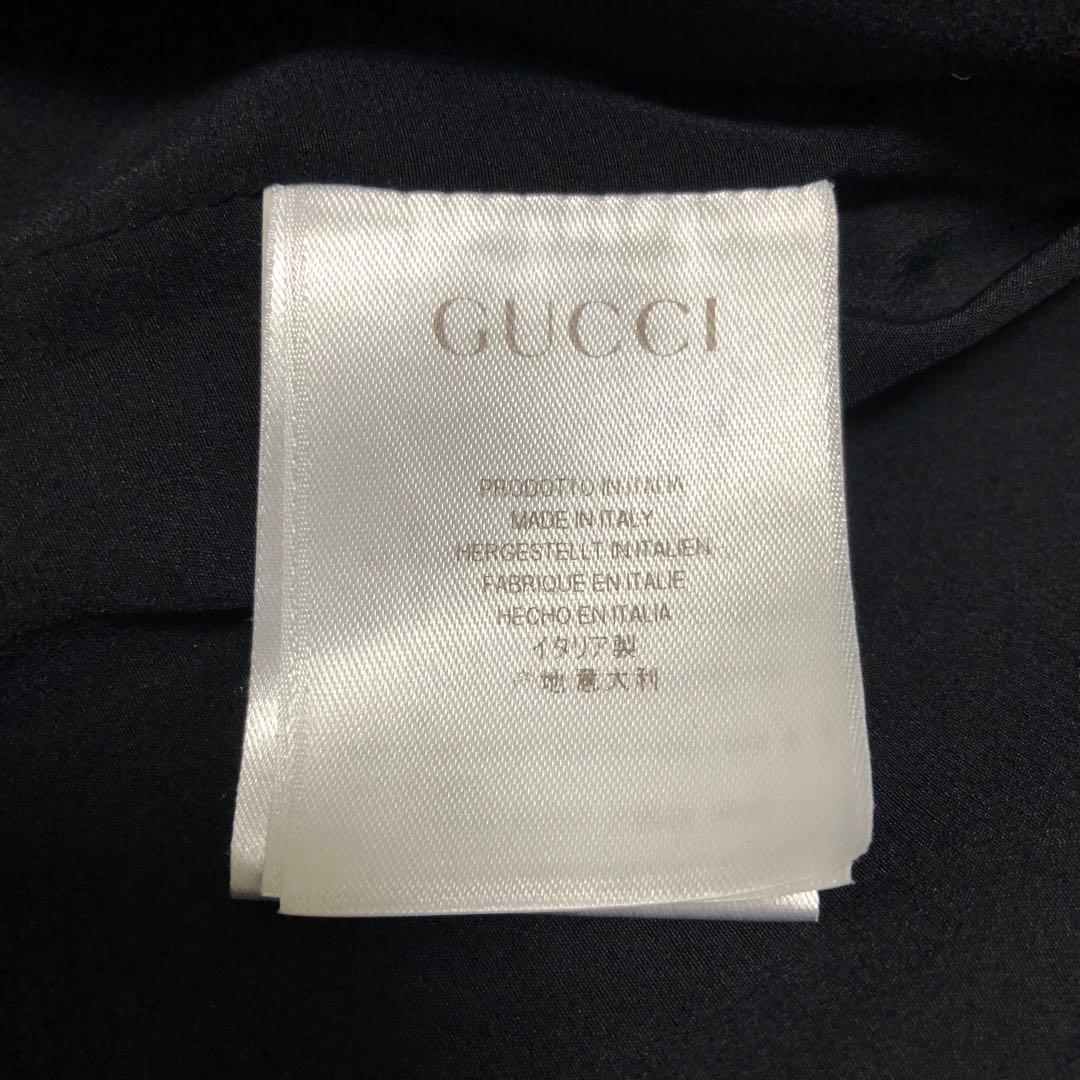 GUCCI
PRODOTTO IN ITALIA
MADE IN ITALY
HERGESTELLT IN ITALIEN
FABRIQUE EN ITALIE
HECHO EN ITALIA
イタリア製
地 意大利